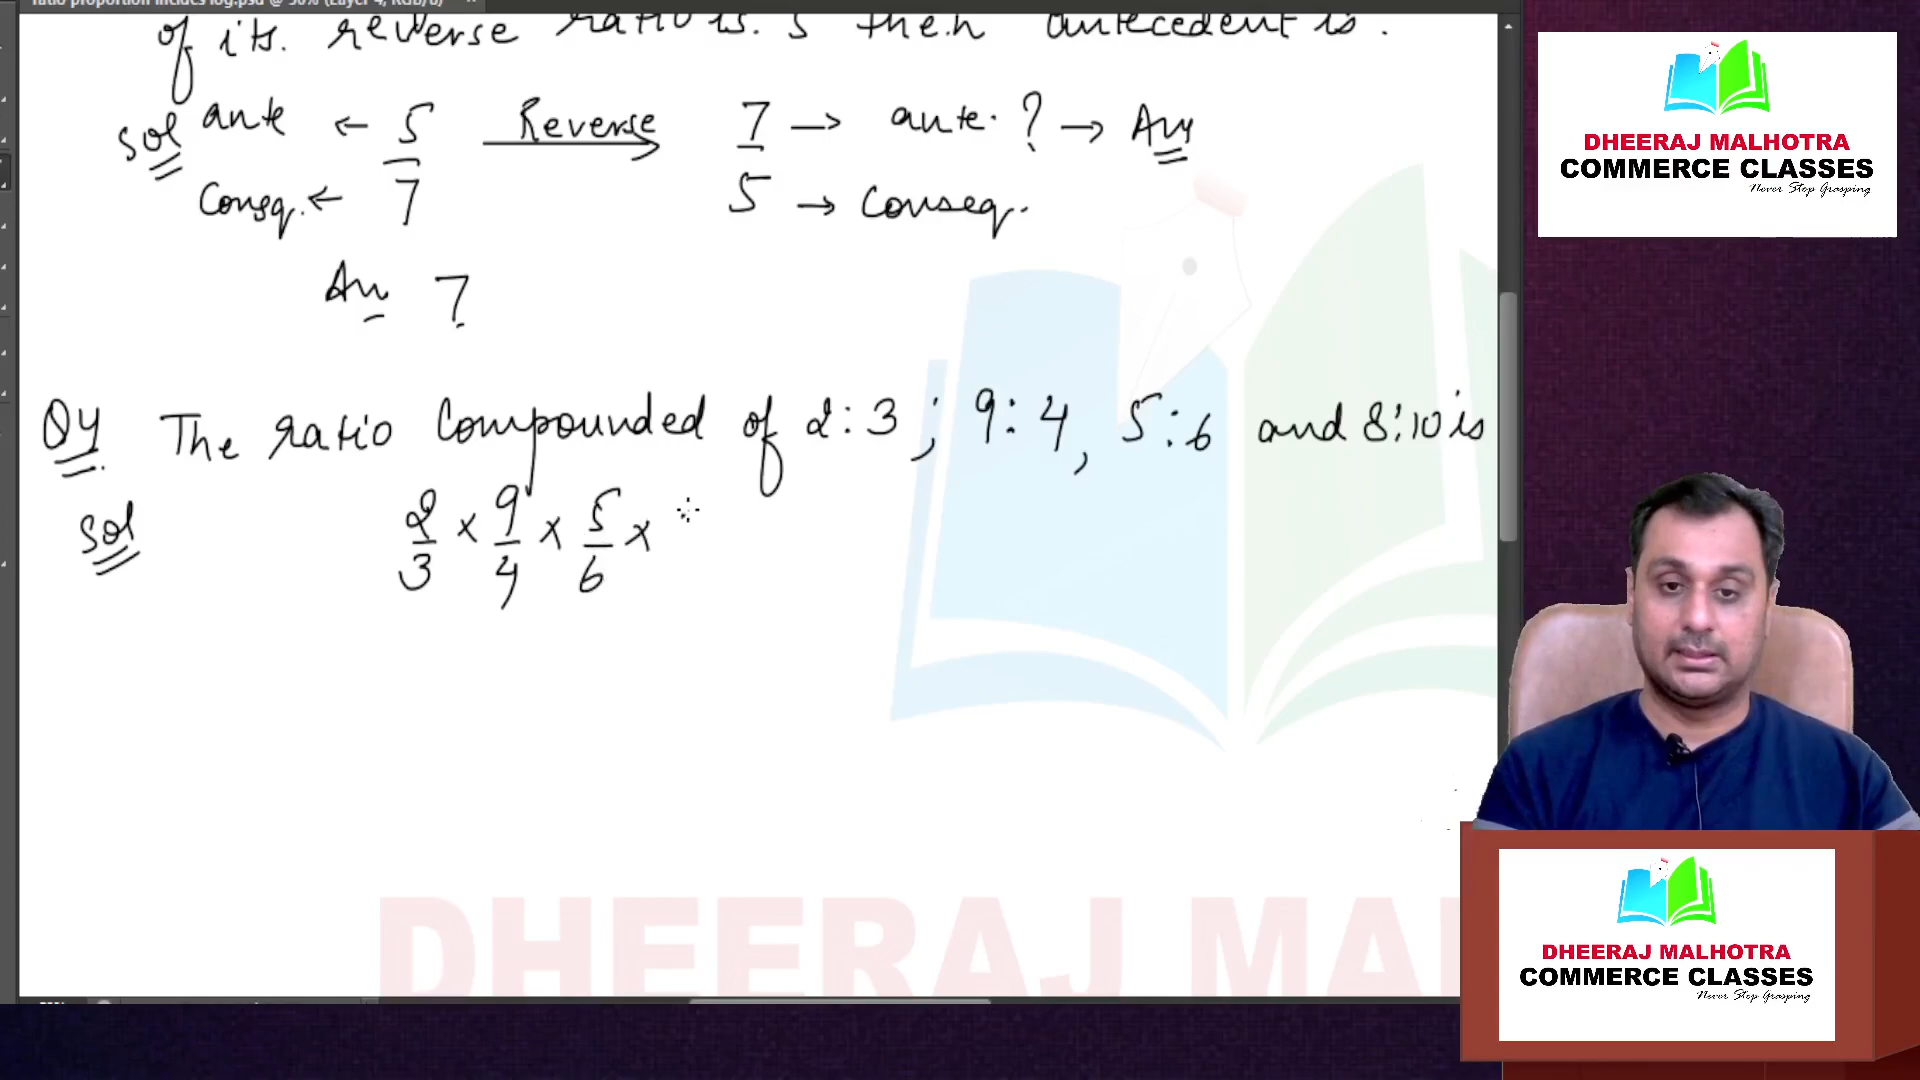 of its. reverse ratio is. 5 then antecedent is.
Sol ante ← 5 Reverse 7 → ante. ? → Ans
Conseq. ← 7 5 → Conseq.
Ans 7
Q4 The ratio Compounded of 2:3 ; 9:4, 5:6 and 8:10 is
Sol 2/3 × 9/4 × 5/6 ×
DHEERAJ MALHOTRA
COMMERCE CLASSES
Never Stop Grasping
DHEERAJ MALHOTRA
COMMERCE CLASSES
Never Stop Grasping
DHEERAJ MAL